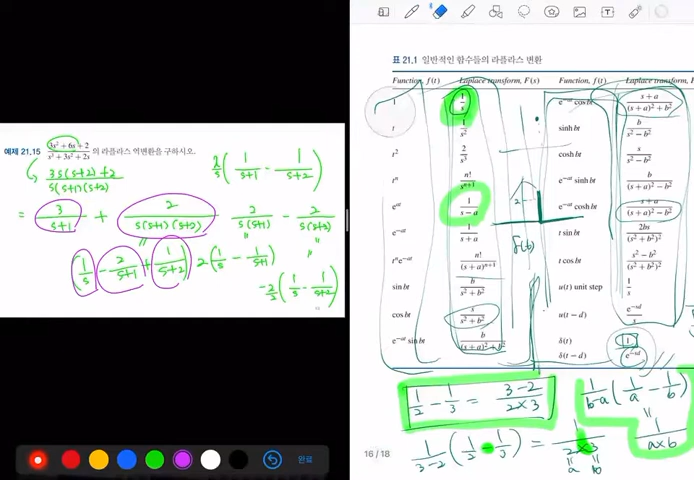 예제 21.15 3s²+6s+2 / s³+3s²+2s 의 라플라스 역변환을 구하시오.
3s(s+2)+2 / s(s+1)(s+2)
2/s (1/(s+1) - 1/(s+2))
= 3/(s+1) + 2/(s(s+1)(s+2))
2/(s(s+1)) - 2/(s(s+2))
1/s - 2/(s+1) + 1/(s+2)
2(1/s - 1/(s+1))
-2/2 (1/s - 1/(s+2))
표 21.1 일반적인 함수들의 라플라스 변환
Function, f(t) Laplace transform, F(s) Function, f(t) Laplace transform, F
1 1/s e⁻ᵃᵗ cos bt (s+a)/((s+a)²+b²)
t 1/s² sinh bt b/(s²-b²)
t² 2/s³ cosh bt s/(s²-b²)
tⁿ n!/sⁿ⁺¹ e⁻ᵃᵗ sinh bt b/((s+a)²-b²)
eᵃᵗ 1/(s-a) e⁻ᵃᵗ cosh bt (s+a)/((s+a)²-b²)
e⁻ᵃᵗ 1/(s+a) t sin bt 2bs/(s²+b²)²
tⁿe⁻ᵃᵗ n!/(s+a)ⁿ⁺¹ t cos bt (s²-b²)/(s²+b²)²
sin bt b/(s²+b²) u(t) unit step 1/s
cos bt s/(s²+b²) u(t-d) e⁻ˢᵈ/s
e⁻ᵃᵗ sin bt b/((s+a)²+b²) δ(t) 1
δ(t-d) e⁻ˢᵈ
2
δ(t)
1/2 - 1/3 = (3-2)/(2×3)
1/(b-a) (1/a - 1/b)
=
1/(a×b)
1/(3-2) (1/2 - 1/3) = 1/(2×3)
a b
16 / 18
완료